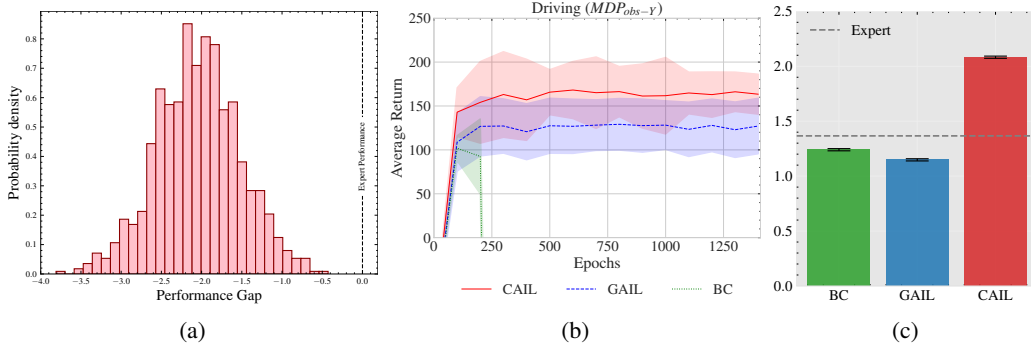 0.8
0.7
0.6
0.5
0.4
0.3
0.2
0.1
0.0
Probability density
Expert Performance
−4.0 −3.5 −3.0 −2.5 −2.0 −1.5 −1.0 −0.5 0.0
Performance Gap
(a)
Driving (MDP_{obs−Y})
250
200
150
100
50
0
Average Return
0 250 500 750 1000 1250
Epochs
CAIL GAIL BC
(b)
2.5
2.0
1.5
1.0
0.5
0.0
Expert
BC GAIL CAIL
(c)